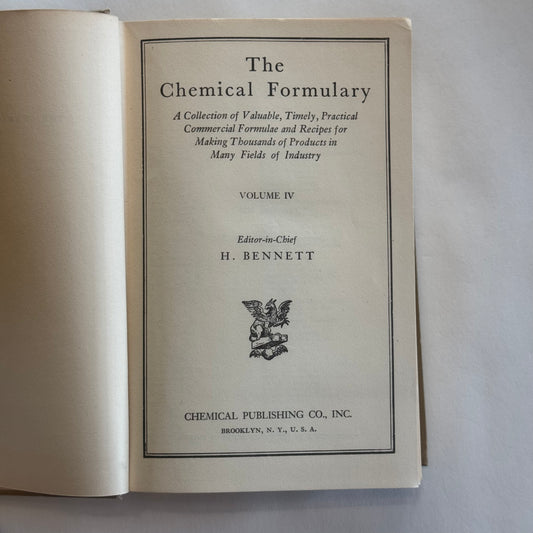 The
Chemical Formulary
A Collection of Valuable, Timely, Practical
Commercial Formulae and Recipes for
Making Thousands of Products in
Many Fields of Industry
VOLUME IV
Editor-in-Chief
H. BENNETT
CHEMICAL PUBLISHING CO., INC.
BROOKLYN, N. Y., U. S. A.